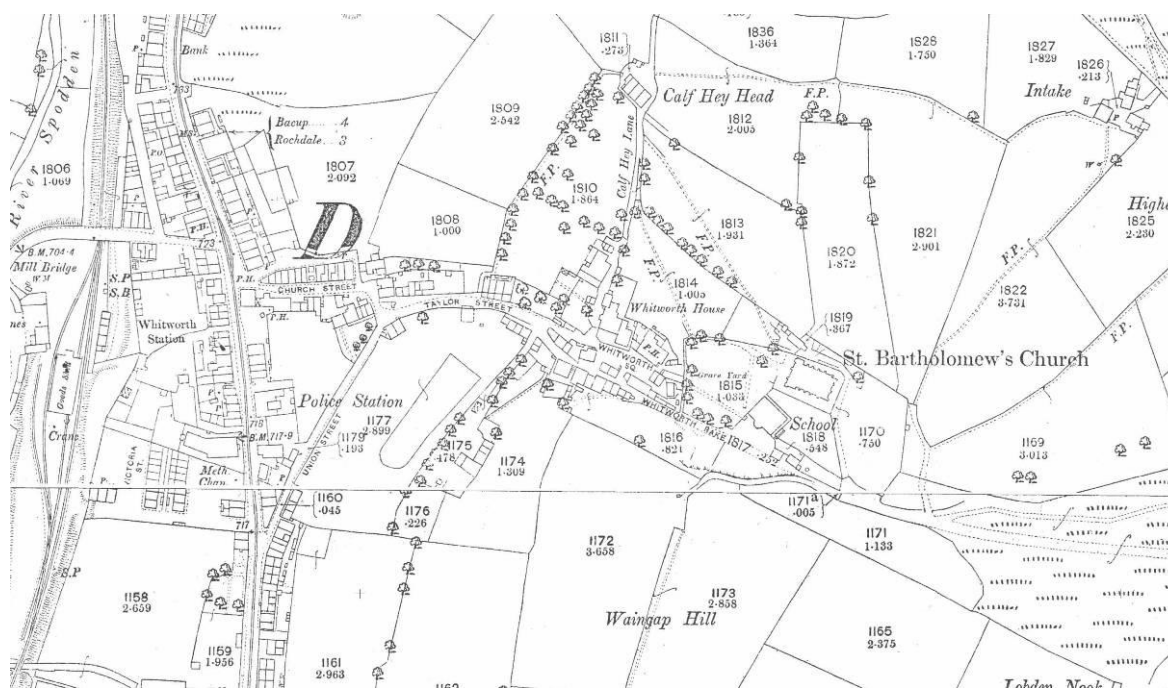 Bank
763
M.S.
Bacup...... 4
Rochdale.. 3
River Spodden
1806
1·069
1807
2·092
1808
1·000
1809
2·542
1810
1·864
1811
·273
F.P.
Calf Hey Lane
Calf Hey Head
1812
2·005
1836
1·364
1828
1·750
1827
1·829
1826
·213
Intake
F.P.
W
1813
1·931
F.P.
F.P.
1814
1·005
1820
1·872
1821
2·901
F.P.
1822
3·731
Highe
1825
2·230
F.P.
D
P.O.
P.H.
723
B.M. 704·4
Mill Bridge
W.M
S.P
S.B
P.H.
CHURCH STREET
TAYLOR STREET
P.H.
Whitworth
Station
Whitworth House
P.H.
WHITWORTH
SQ.
WHITWORTH RAKE
1819
·367
St. Bartholomew's Church
Grave Yard
1815
1·033
School
1818
·548
1817
1816
·821
1170
·750
1169
3·013
Goods Shed
Crane
Police Station
1177
2·899
1179
·193
UNION STREET
718
B.M. 717·9
VICTORIA
ST.
Meth.
Chap.
1175
·478
1174
1·309
1160
·045
1176
·226
1171a
·005
1171
1·133
717
S.P
1158
2·659
1159
1·956
1161
2·963
1162
1172
3·658
1173
2·858
Waingap Hill
1165
2·375
Lobden Nook